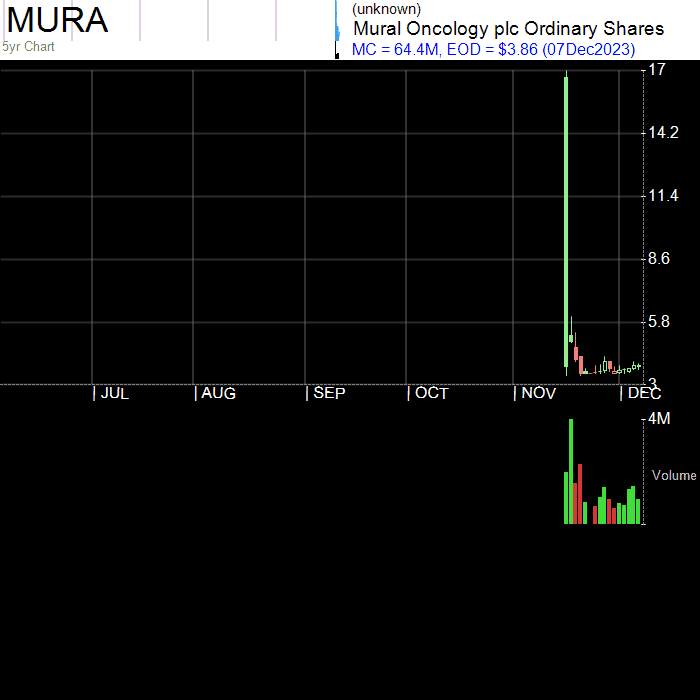 MURA
5yr Chart
(unknown)
Mural Oncology plc Ordinary Shares
MC = 64.4M, EOD = $3.86 (07Dec2023)
17
14.2
11.4
8.6
5.8
3
JUL AUG SEP OCT NOV DEC
4M
Volume